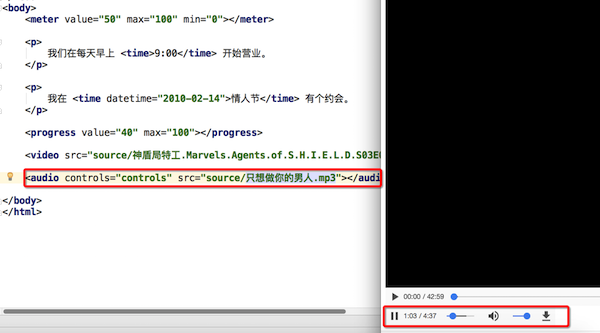 <body>
<meter value="50" max="100" min="0"></meter>
<p>
我们在每天早上 <time>9:00</time> 开始营业。
</p>
<p>
我在 <time datetime="2010-02-14">情人节</time> 有个约会。
</p>
<progress value="40" max="100"></progress>
<video src="source/神盾局特工.Marvels.Agents.of.S.H.I.E.L.D.S03E
<audio controls="controls" src="source/只想做你的男人.mp3"></audi
</body>
</html>
00:00 / 42:59
1:03 / 4:37